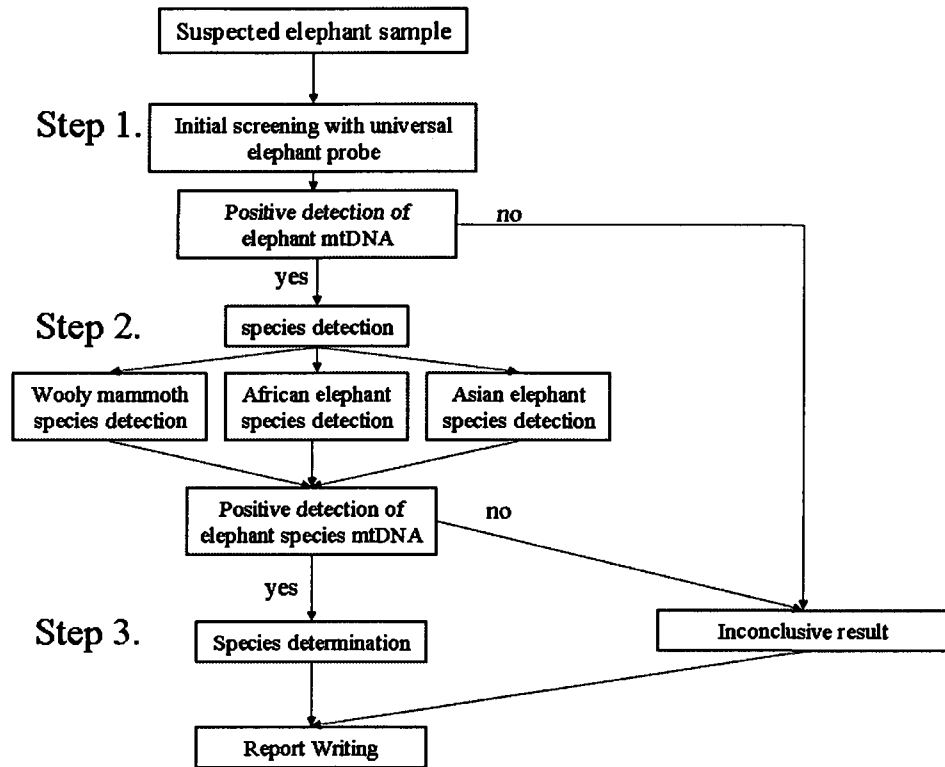 Suspected elephant sample
Step 1.
Initial screening with universal
elephant probe
Positive detection of
elephant mtDNA
no
yes
Step 2.
species detection
Wooly mammoth
species detection
African elephant
species detection
Asian elephant
species detection
Positive detection of
elephant species mtDNA
no
yes
Step 3.
Species determination
Inconclusive result
Report Writing